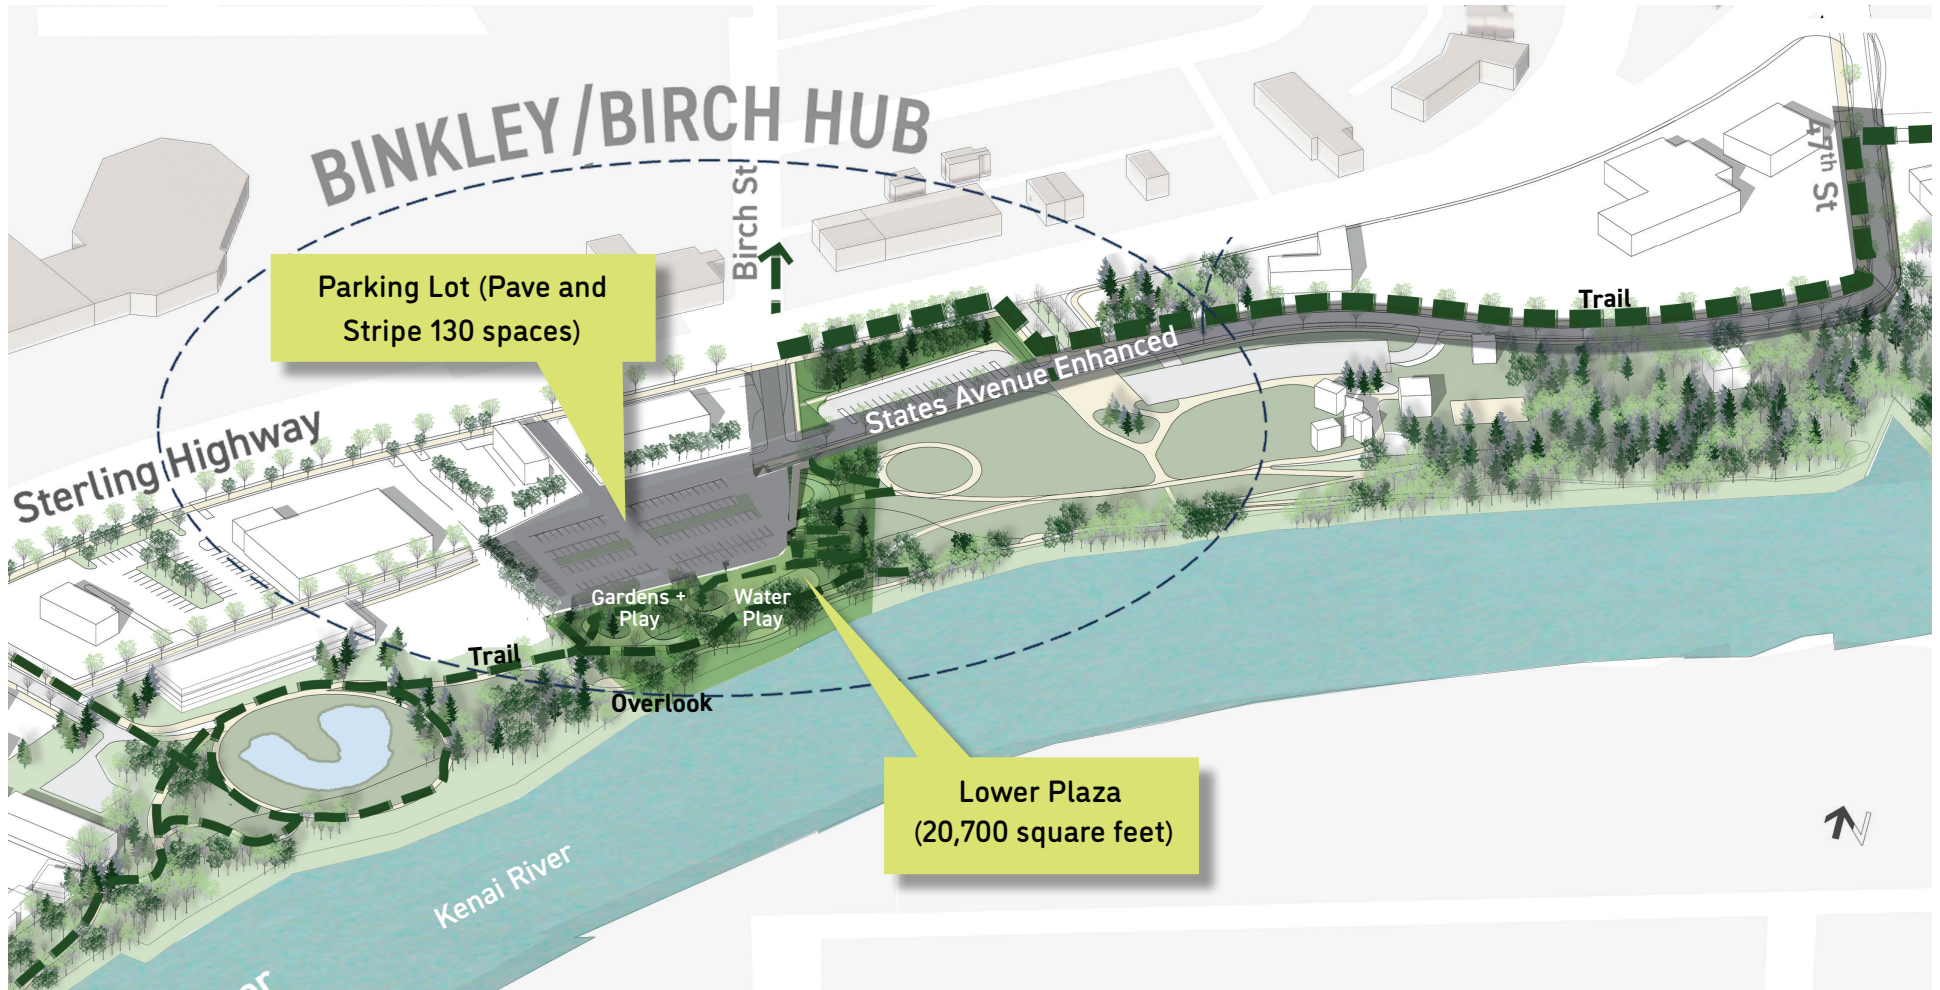 BINKLEY/BIRCH HUB
Birch St
47th St
Parking Lot (Pave and
Stripe 130 spaces)
Trail
States Avenue Enhanced
Sterling Highway
Gardens +
Play
Water
Play
Trail
Overlook
Lower Plaza
(20,700 square feet)
Kenai River
N